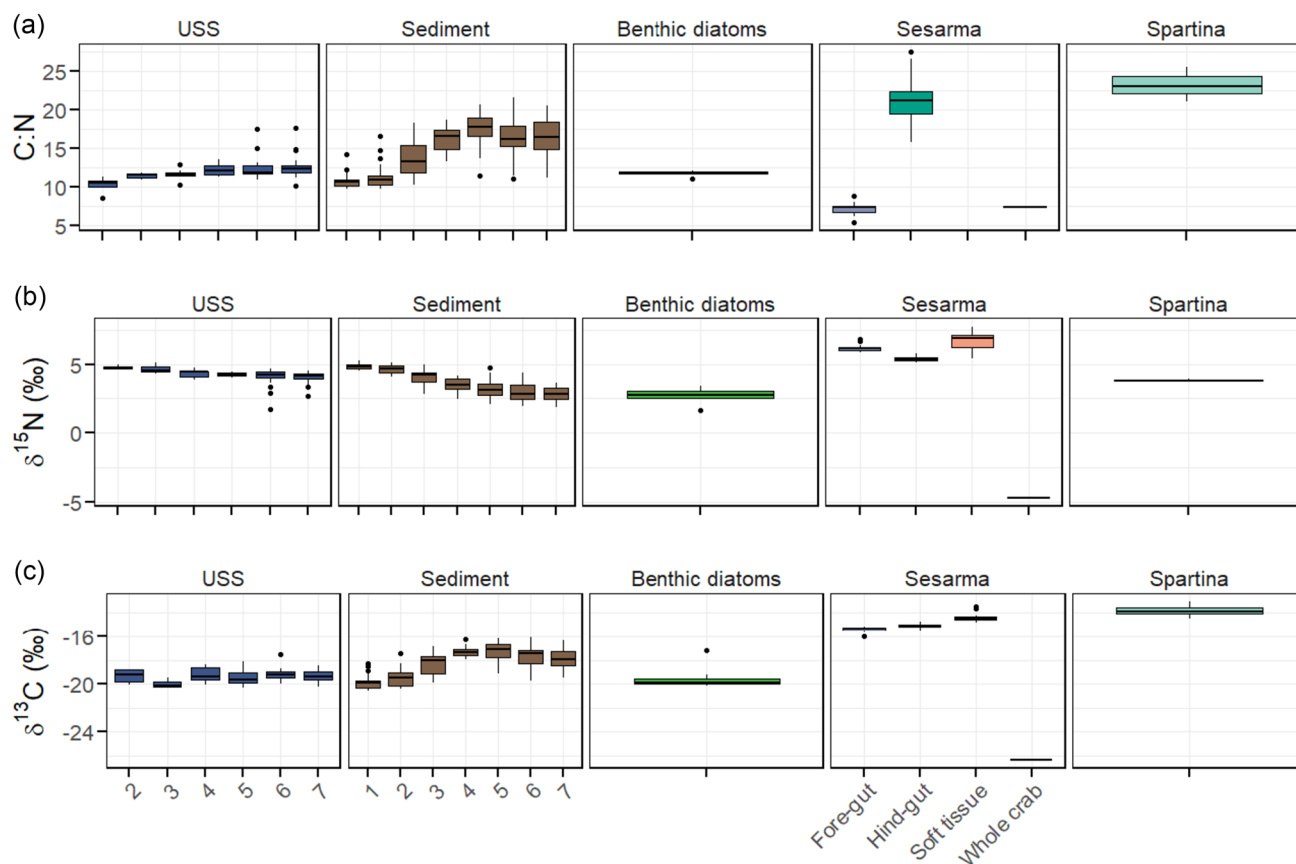 (a)
USS Sediment Benthic diatoms Sesarma Spartina
C:N
25
20
15
10
5
(b)
USS Sediment Benthic diatoms Sesarma Spartina
δ¹⁵N (‰)
5
0
-5
(c)
USS Sediment Benthic diatoms Sesarma Spartina
δ¹³C (‰)
-16
-20
-24
2 3 4 5 6 7 1 2 3 4 5 6 7 Fore-gut Hind-gut Soft tissue Whole crab